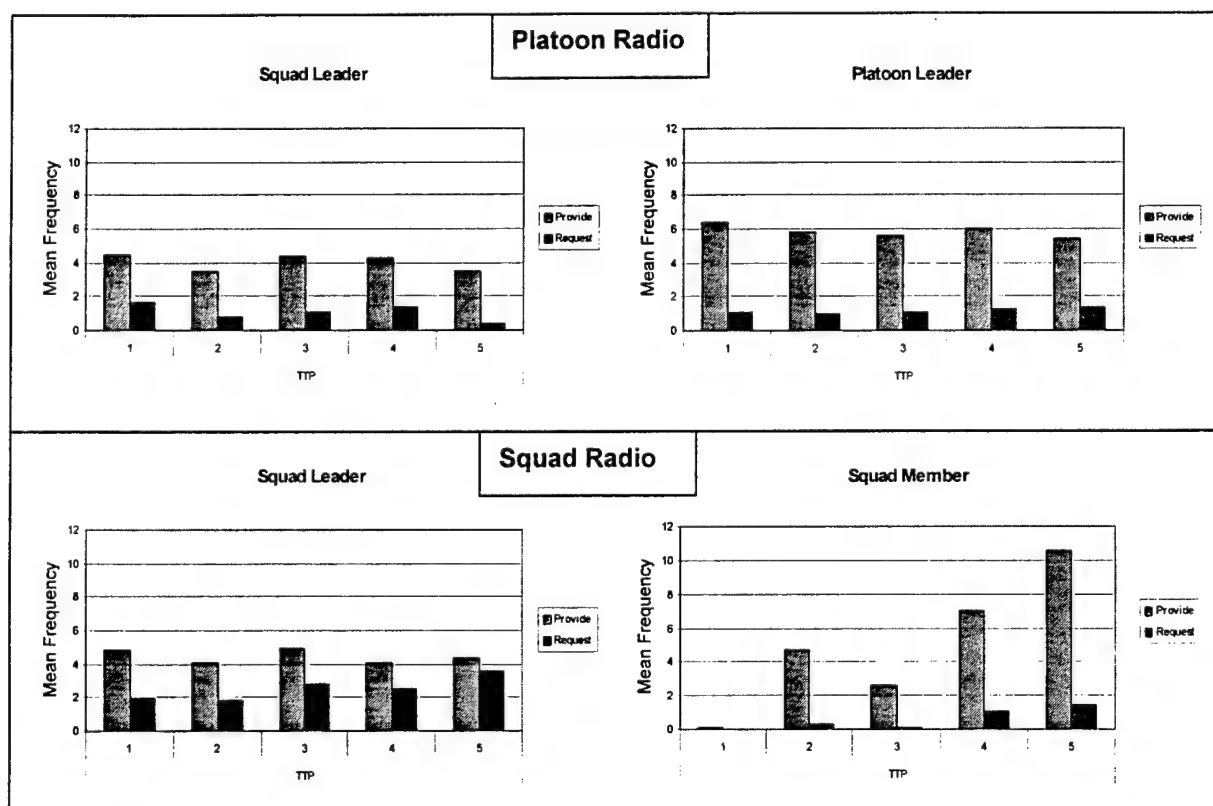 Platoon Radio
Squad Leader
Mean Frequency
12
10
8
6
4
2
0
1 2 3 4 5
TTP
Provide
Request
Platoon Leader
Mean Frequency
12
10
8
6
4
2
0
1 2 3 4 5
TTP
Provide
Request
Squad Radio
Squad Leader
Mean Frequency
12
10
8
6
4
2
0
1 2 3 4 5
TTP
Provide
Request
Squad Member
Mean Frequency
12
10
8
6
4
2
0
1 2 3 4 5
TTP
Provide
Request